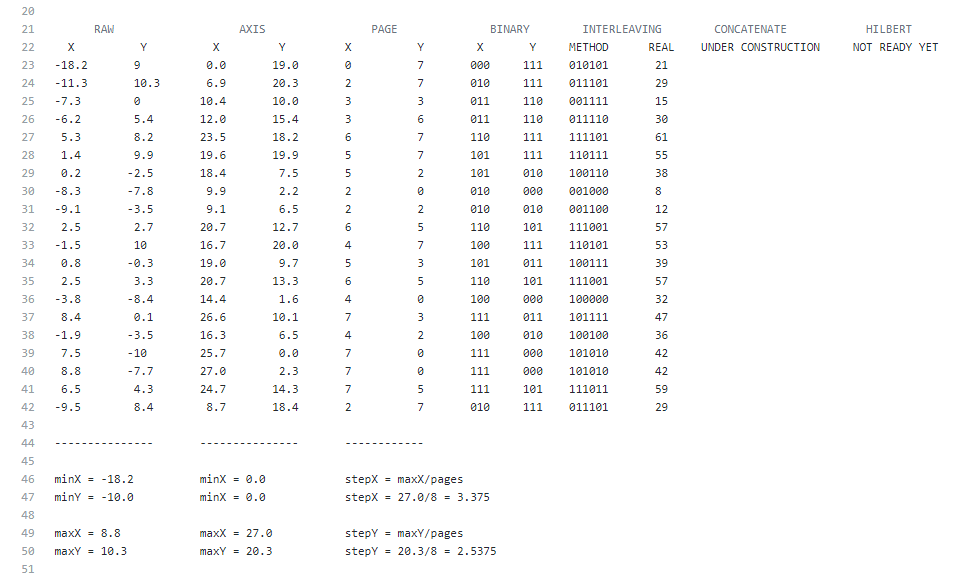 20
21 RAW AXIS PAGE BINARY INTERLEAVING CONCATENATE HILBERT
22 X Y X Y X Y X Y METHOD REAL UNDER CONSTRUCTION NOT READY YET
23 -18.2 9 0.0 19.0 0 7 000 111 010101 21
24 -11.3 10.3 6.9 20.3 2 7 010 111 011101 29
25 -7.3 0 10.4 10.0 3 3 011 110 001111 15
26 -6.2 5.4 12.0 15.4 3 6 011 110 011110 30
27 5.3 8.2 23.5 18.2 6 7 110 111 111101 61
28 1.4 9.9 19.6 19.9 5 7 101 111 110111 55
29 0.2 -2.5 18.4 7.5 5 2 101 010 100110 38
30 -8.3 -7.8 9.9 2.2 2 0 010 000 001000 8
31 -9.1 -3.5 9.1 6.5 2 2 010 010 001100 12
32 2.5 2.7 20.7 12.7 6 5 110 101 111001 57
33 -1.5 10 16.7 20.0 4 7 100 111 110101 53
34 0.8 -0.3 19.0 9.7 5 3 101 011 100111 39
35 2.5 3.3 20.7 13.3 6 5 110 101 111001 57
36 -3.8 -8.4 14.4 1.6 4 0 100 000 100000 32
37 8.4 0.1 26.6 10.1 7 3 111 011 101111 47
38 -1.9 -3.5 16.3 6.5 4 2 100 010 100100 36
39 7.5 -10 25.7 0.0 7 0 111 000 101010 42
40 8.8 -7.7 27.0 2.3 7 0 111 000 101010 42
41 6.5 4.3 24.7 14.3 7 5 111 101 111011 59
42 -9.5 8.4 8.7 18.4 2 7 010 111 011101 29
43
44 --------------- --------------- ------------
45
46 minX = -18.2 minX = 0.0 stepX = maxX/pages
47 minY = -10.0 minX = 0.0 stepX = 27.0/8 = 3.375
48
49 maxX = 8.8 maxX = 27.0 stepY = maxY/pages
50 maxY = 10.3 maxY = 20.3 stepY = 20.3/8 = 2.5375
51